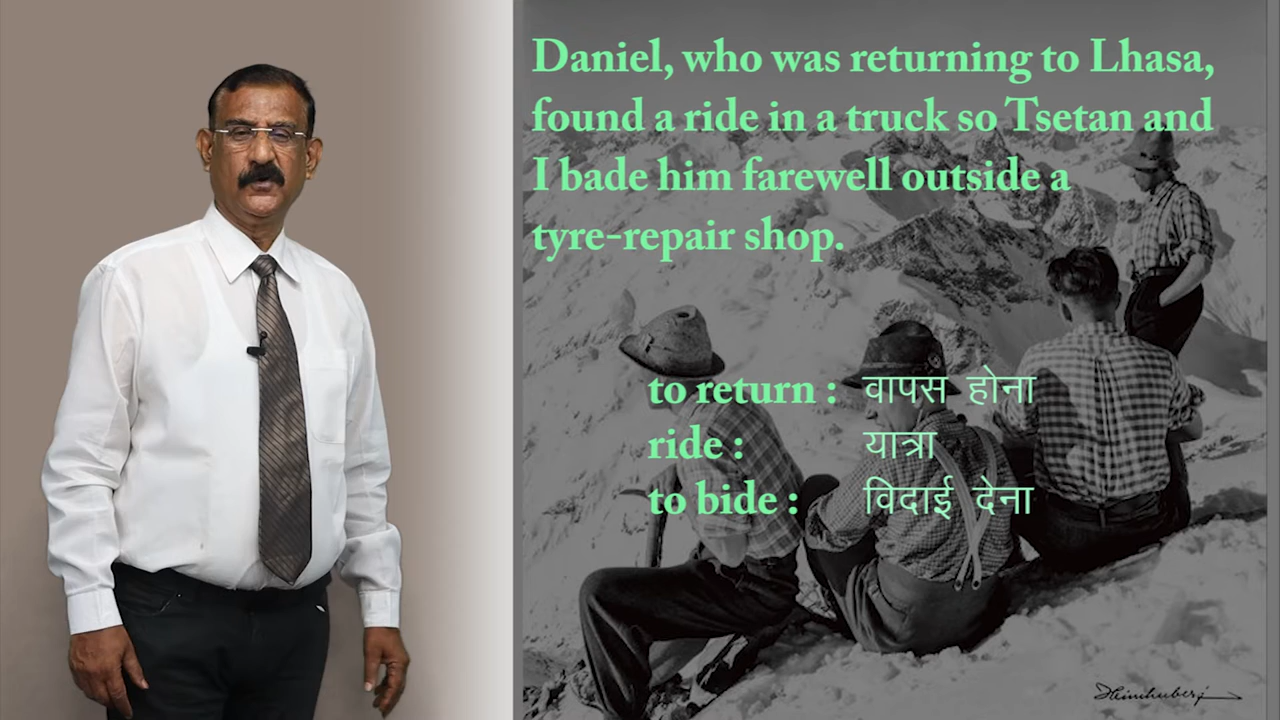 Daniel, who was returning to Lhasa,
found a ride in a truck so Tsetan and
I bade him farewell outside a
tyre-repair shop.
to return : वापस होना
ride : यात्रा
to bide : विदाई देना